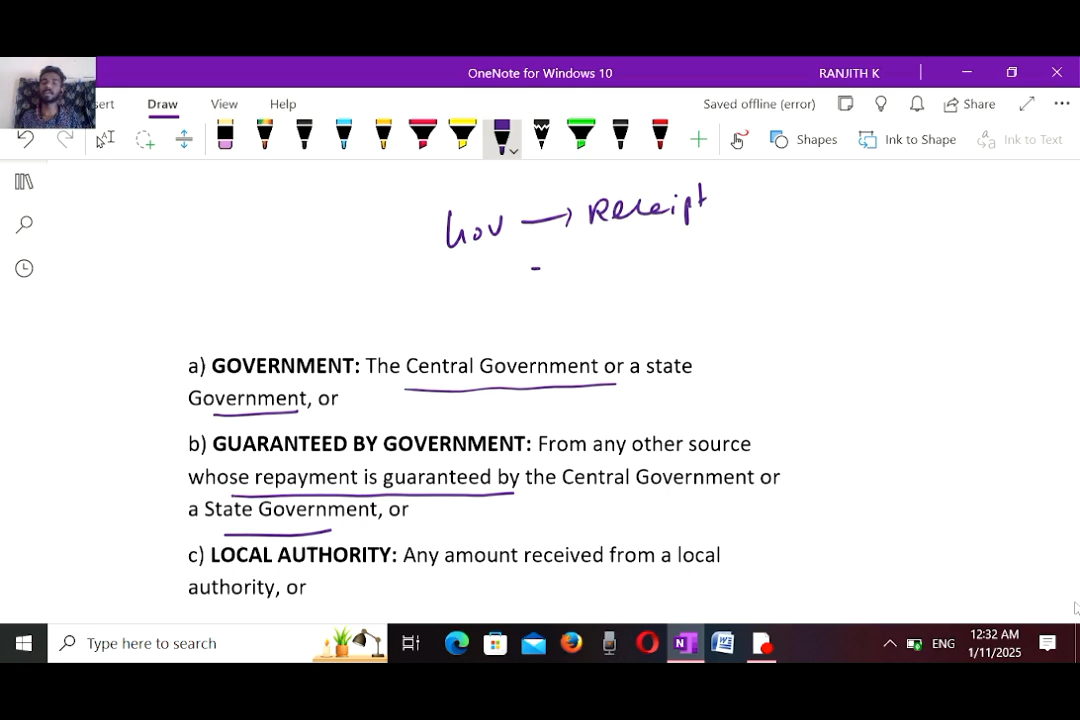 OneNote for Windows 10
RANJITH K
sert
Draw
View
Help
Saved offline (error)
Share
Shapes
Ink to Shape
Ink to Text
Gov → Receipt
-
a) GOVERNMENT: The Central Government or a state
Government, or
b) GUARANTEED BY GOVERNMENT: From any other source
whose repayment is guaranteed by the Central Government or
a State Government, or
c) LOCAL AUTHORITY: Any amount received from a local
authority, or
Type here to search
ENG
12:32 AM
1/11/2025